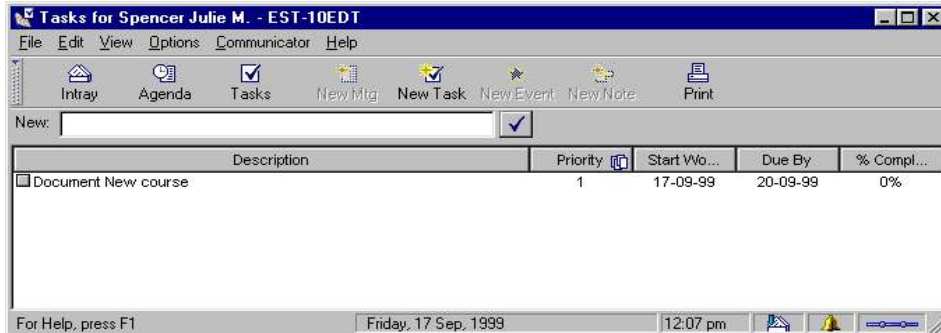 Tasks for Spencer Julie M. - EST-10EDT
File Edit View Options Communicator Help
Intray Agenda Tasks New Mtg New Task New Event New Note Print
New:
Description Priority Start Wo... Due By % Compl...
Document New course 1 17-09-99 20-09-99 0%
For Help, press F1 Friday, 17 Sep, 1999 12:07 pm